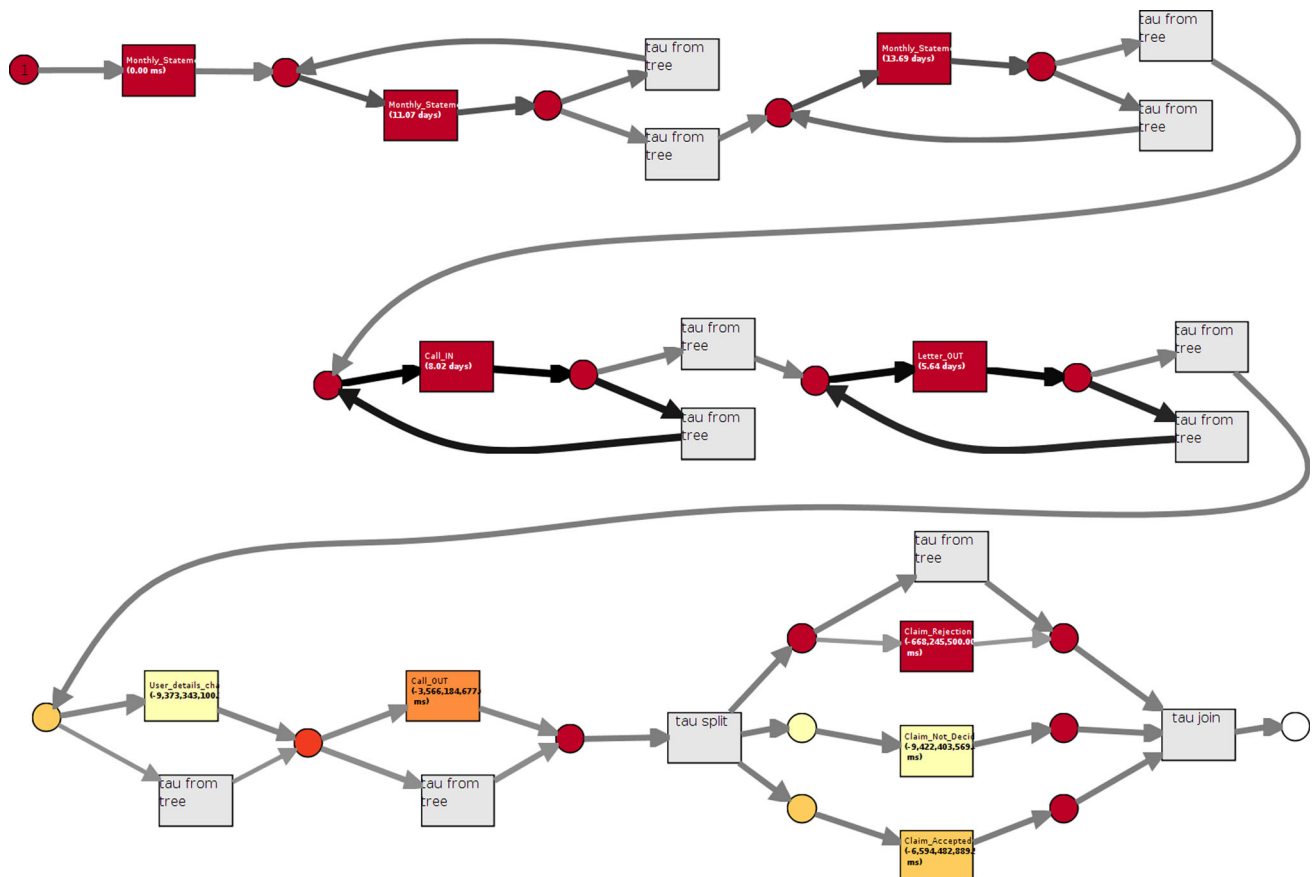 1
Monthly_Stateme
(0.00 ms)
Monthly_Stateme
(11.07 days)
tau from
tree
tau from
tree
Monthly_Stateme
(13.69 days)
tau from
tree
tau from
tree
Call_IN
(8.02 days)
tau from
tree
tau from
tree
Letter_OUT
(5.64 days)
tau from
tree
tau from
tree
User_details_cha
(-9,373,343,100.
tau from
tree
Call_OUT
(-3,566,184,677.
ms)
tau from
tree
tau split
tau from
tree
Claim_Rejection
(-668,245,500.00
ms)
Claim_Not_Decid
(-9,422,403,569.
ms)
Claim_Accepted
(-6,594,482,889.
ms)
tau join